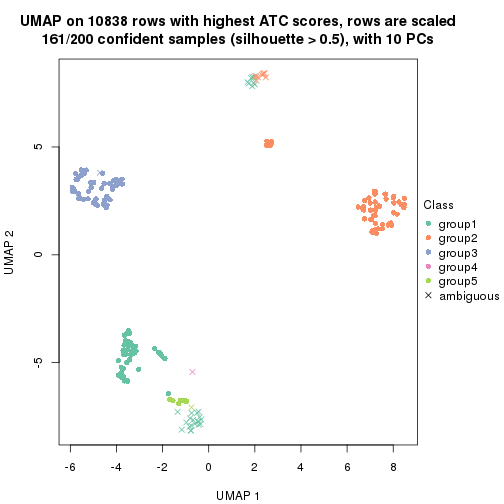 UMAP on 10838 rows with highest ATC scores, rows are scaled
161/200 confident samples (silhouette > 0.5), with 10 PCs
5
0
-5
UMAP 2
-6 -4 -2 0 2 4 6 8
UMAP 1
Class
group1
group2
group3
group4
group5
ambiguous